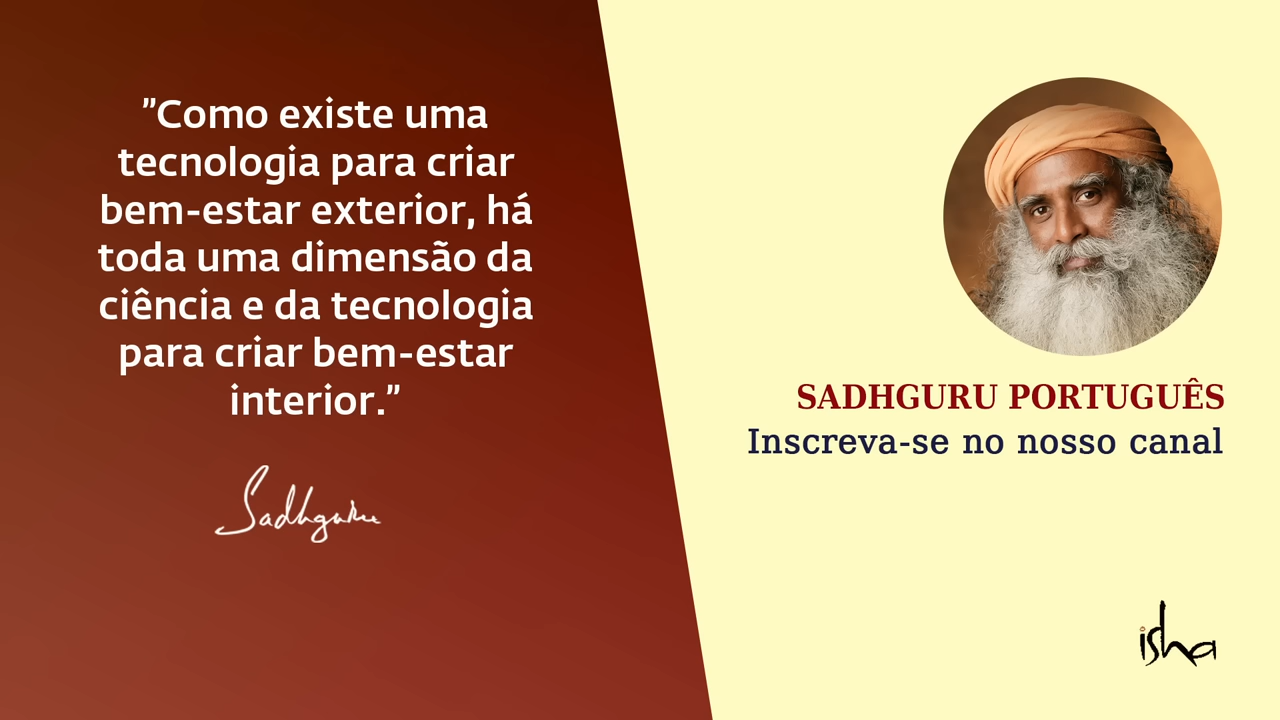 ”Como existe uma
tecnologia para criar
bem-estar exterior, há
toda uma dimensão da
ciência e da tecnologia
para criar bem-estar
interior.”
Sadhguru
SADHGURU PORTUGUÊS
Inscreva-se no nosso canal
isha